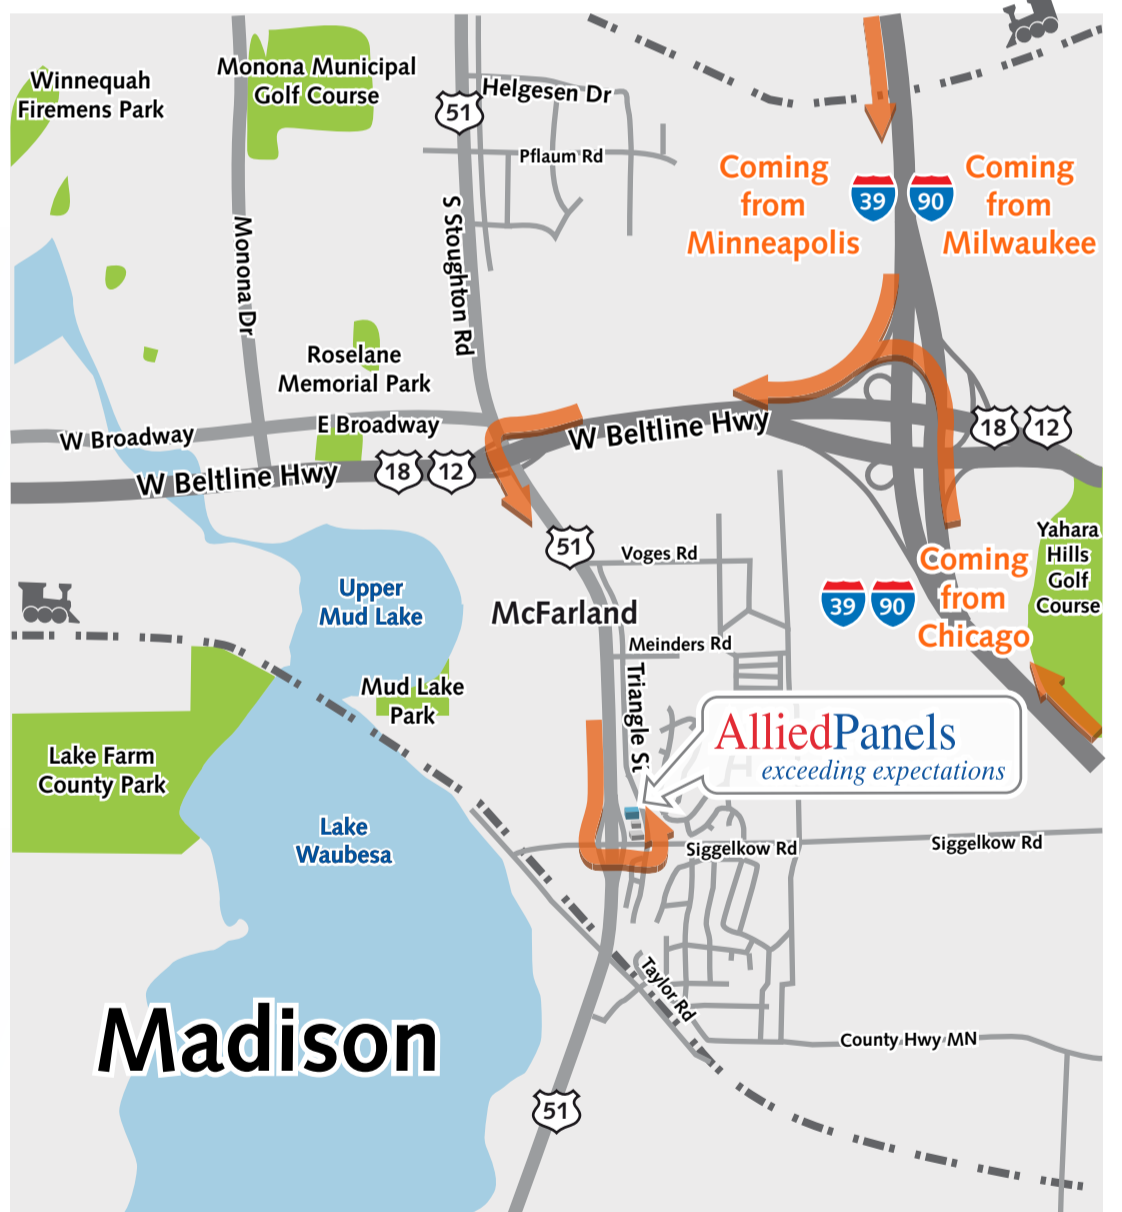 Winnequah
Firemens Park
Monona Municipal
Golf Course
51
Helgesen Dr
Pflaum Rd
Coming
from
Minneapolis
39
90
Coming
from
Milwaukee
Monona Dr
S Stoughton Rd
Roselane
Memorial Park
E Broadway
W Broadway
W Beltline Hwy
18
12
W Beltline Hwy
18
12
51
Voges Rd
Yahara
Hills
Golf
Course
Coming
from
Chicago
39
90
Upper
Mud Lake
McFarland
Meinders Rd
Triangle St
Mud Lake
Park
AlliedPanels
exceeding expectations
Lake Farm
County Park
Lake
Waubesa
Siggelkow Rd
Siggelkow Rd
Taylor Rd
Madison
County Hwy MN
51